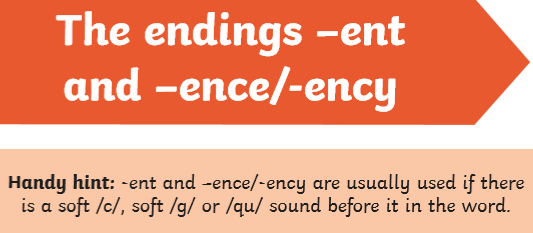 The endings –ent
and –ence/-ency
Handy hint: -ent and –ence/-ency are usually used if there
is a soft /c/, soft /g/ or /qu/ sound before it in the word.